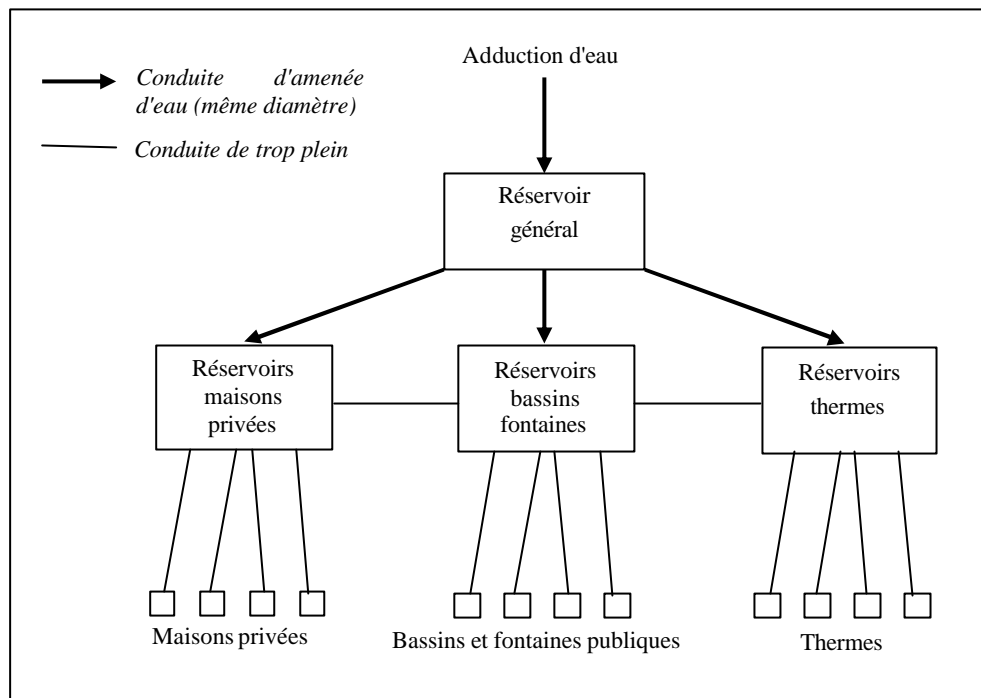 Adduction d'eau
Conduite d'amenée
d'eau (même diamètre)
Conduite de trop plein
Réservoir
général
Réservoirs
maisons
privées
Réservoirs
bassins
fontaines
Réservoirs
thermes
Maisons privées
Bassins et fontaines publiques
Thermes